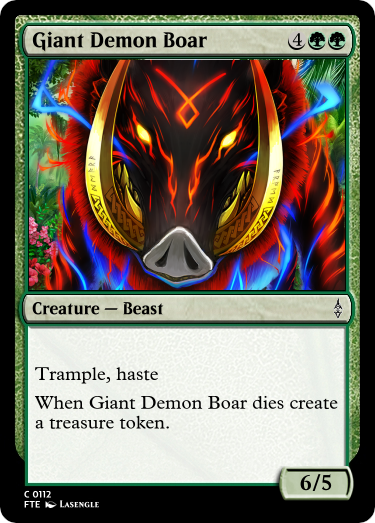 Giant Demon Boar 4
Creature — Beast
Trample, haste
When Giant Demon Boar dies create
a treasure token.
6/5
C 0112
FTE Lasengle